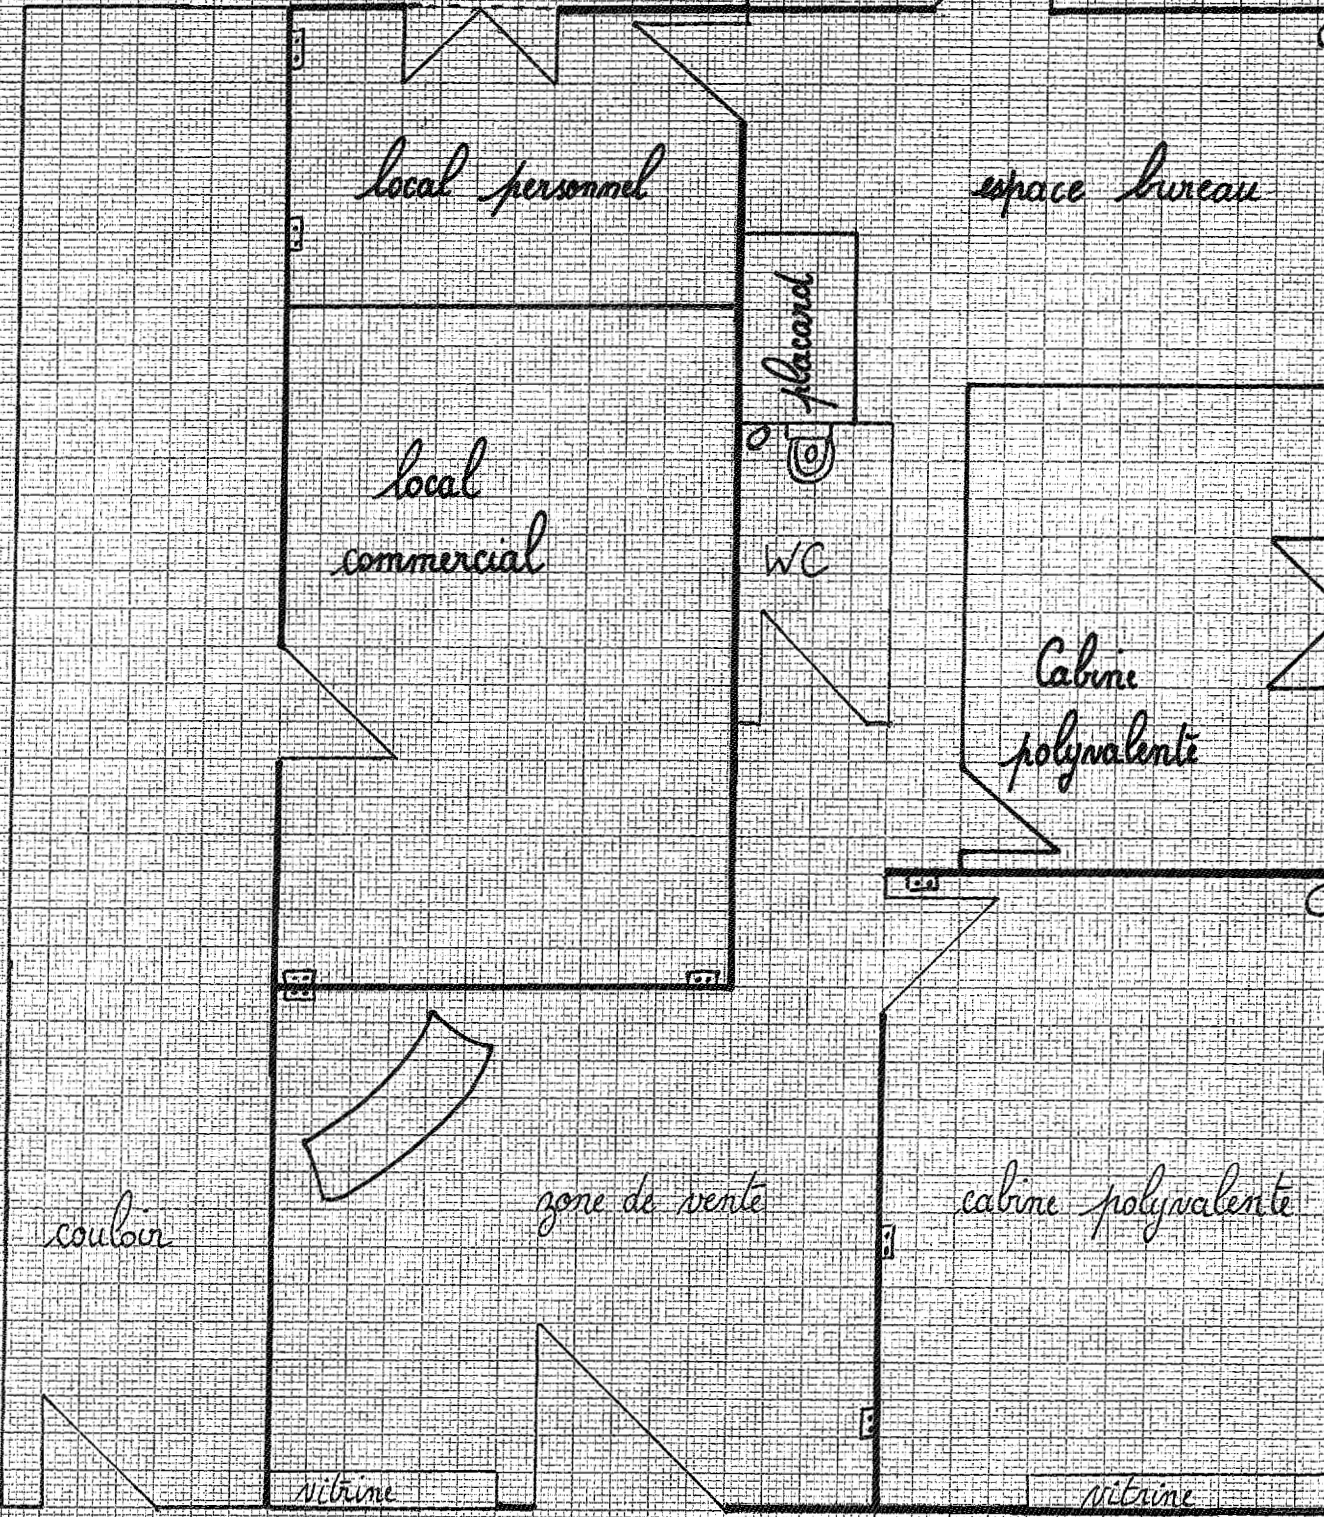 local personnel
espace bureau
placard
local
commercial
WC
Cabine
polyvalente
zone de vente
cabine polyvalente
couloir
vitrine
vitrine